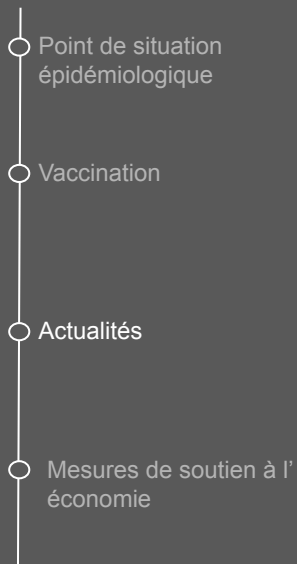 Point de situation
épidémiologique
Vaccination
Actualités
Mesures de soutien à l'
économie